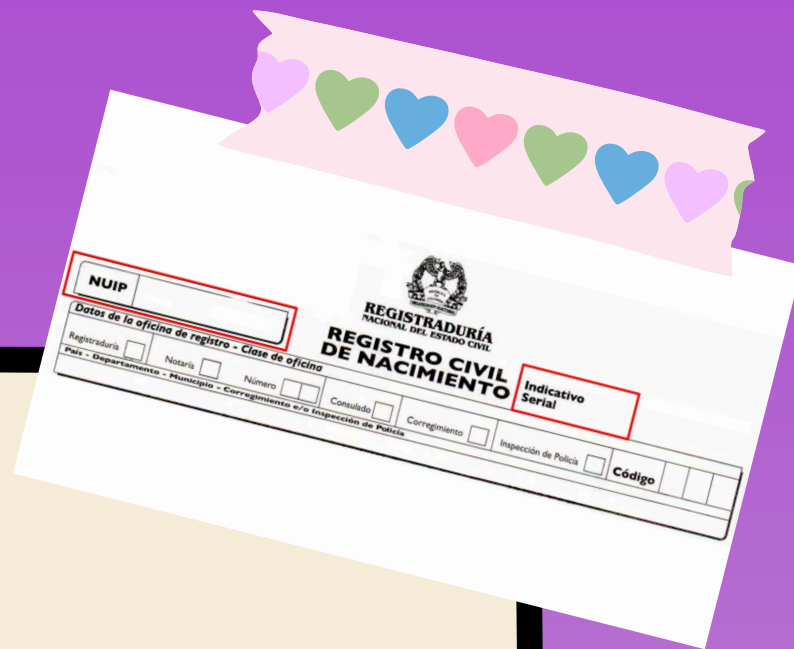 NUIP
REGISTRADURÍA
NACIONAL DEL ESTADO CIVIL
REGISTRO CIVIL
DE NACIMIENTO
Indicativo
Serial
Datos de la oficina de registro - Clase de oficina
Registraduría Notaría Número Consulado Corregimiento Inspección de Policía Código
País - Departamento - Municipio - Corregimiento e/o Inspección de Policía